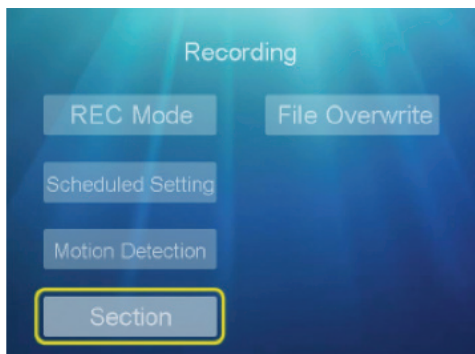 Recording
REC Mode
File Overwrite
Scheduled Setting
Motion Detection
Section